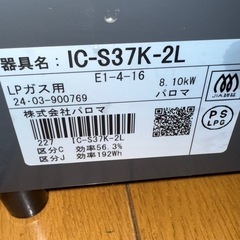 器具名: IC-S37K-2L
E1-4-16
LPガス用 8.10kW
24・03-900769 パロマ
株式会社パロマ
227 IC-S37K-2L
区分C 効率56.3%
区分J 効率192Wh
PS
LPG